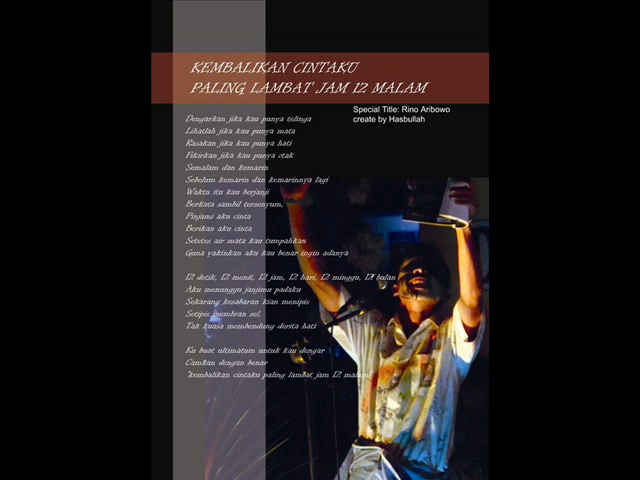 KEMBALIKAN CINTAKU
PALING LAMBAT JAM 12 MALAM
Special Title: Rino Aribowo
create by Hasbullah
Dengarkan jika kau punya telinga
Lihatlah jika kau punya mata
Rasakan jika kau punya hati
Fikirkan jika kau punya otak
Semalam dan kemarin
Sebelum kemarin dan kemarinnya lagi
Waktu itu kau berjanji
Berkata sambil tersenyum,
Pinjami aku cinta
Berikan aku cinta
Setetes air mata kau tumpahkan
Guna yakinkan aku kau benar ingin adanya
12 detik, 12 menit, 12 jam, 12 hari, 12 minggu, 12 bulan
Aku menunggu janjimu padaku
Sekarang kesabaran kian menipis
Setipis membran sel,
Tak kuasa membendung derita hati
Ku buat ultimatum untuk kau dengar
Camkan dengan benar
"kembalikan cintaku paling lambat jam 12 malam"